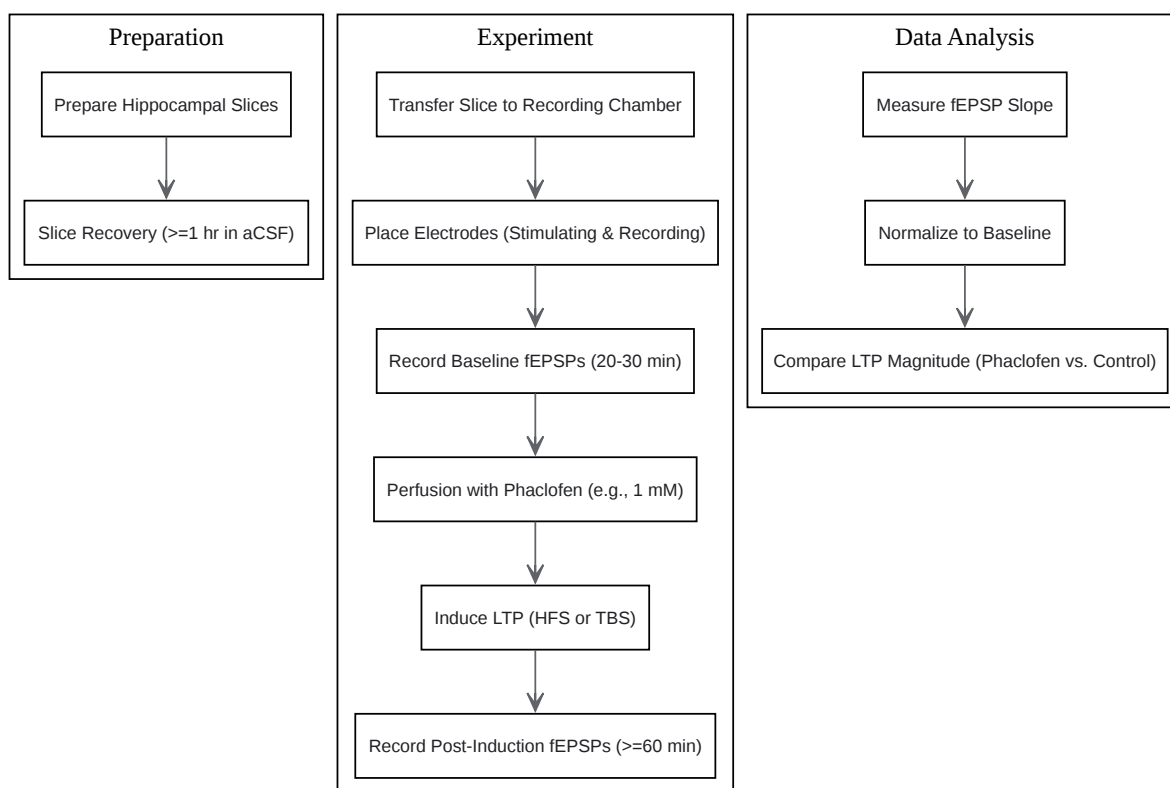 Preparation
Prepare Hippocampal Slices
Slice Recovery (>=1 hr in aCSF)
Experiment
Transfer Slice to Recording Chamber
Place Electrodes (Stimulating & Recording)
Record Baseline fEPSPs (20-30 min)
Perfusion with Phaclofen (e.g., 1 mM)
Induce LTP (HFS or TBS)
Record Post-Induction fEPSPs (>=60 min)
Data Analysis
Measure fEPSP Slope
Normalize to Baseline
Compare LTP Magnitude (Phaclofen vs. Control)